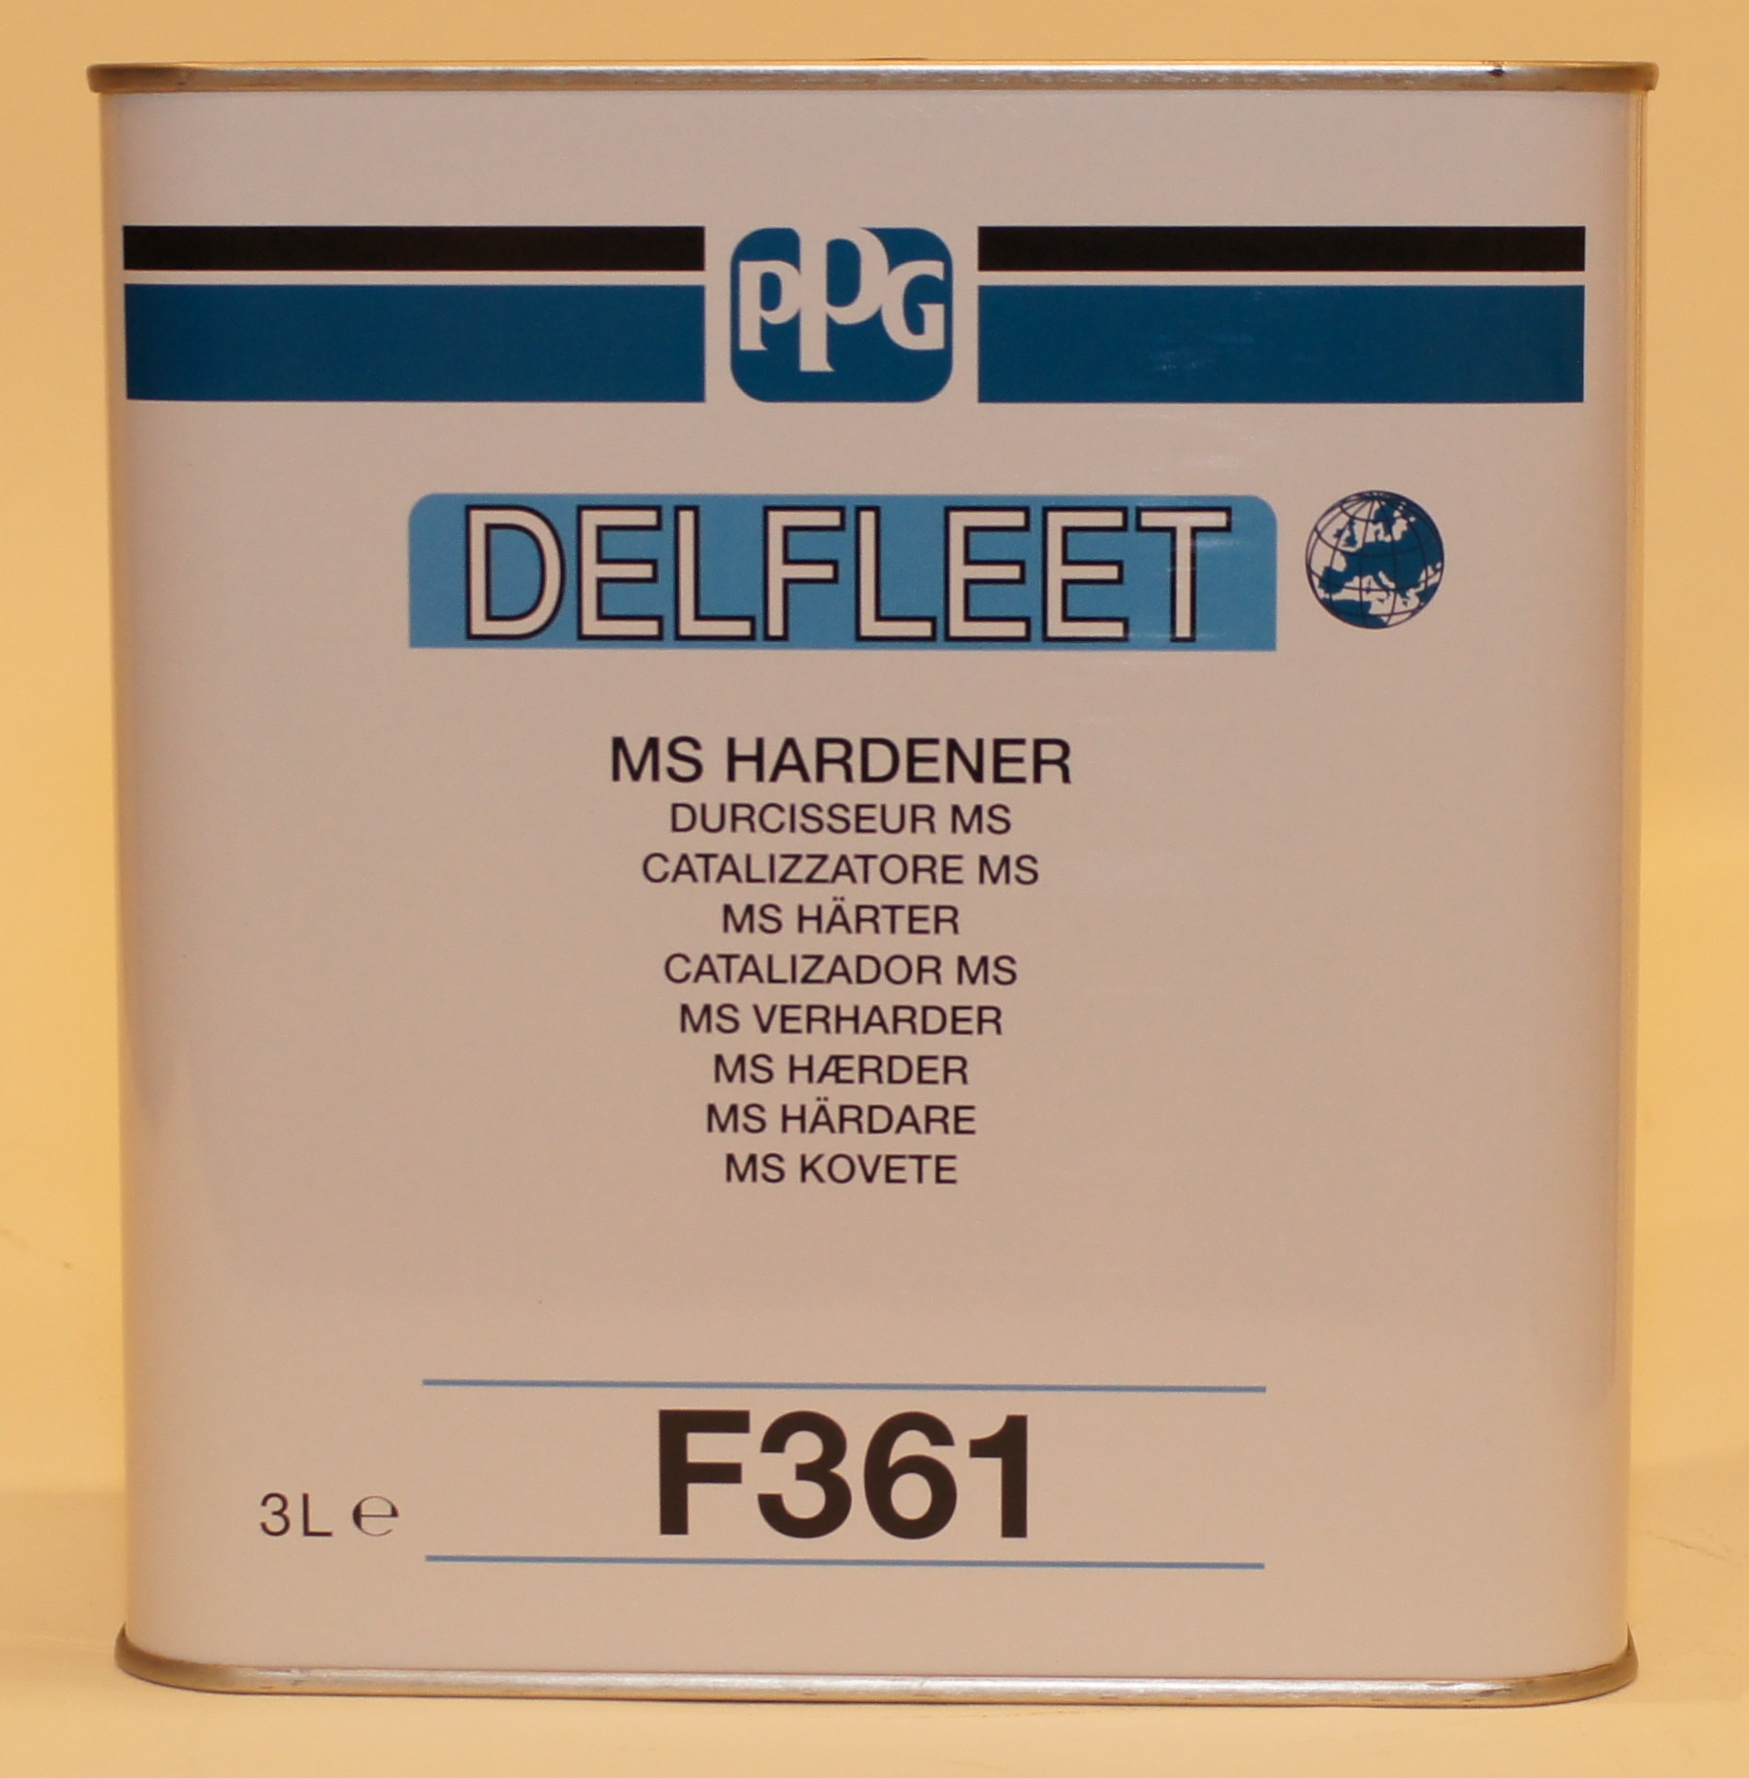 PPG
DELFLEET
MS HARDENER
DURCISSEUR MS
CATALIZZATORE MS
MS HÄRTER
CATALIZADOR MS
MS VERHARDER
MS HÆRDER
MS HÄRDARE
MS KOVETE
F361
3L ℮